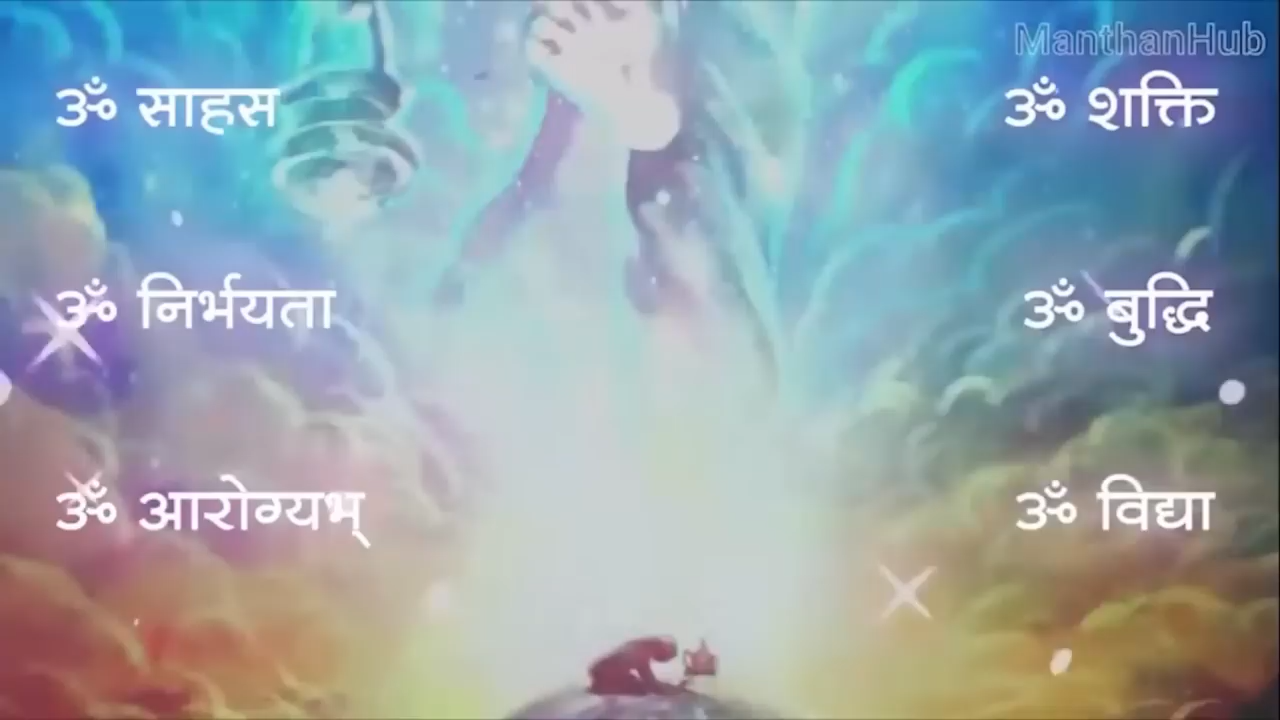 ManthanHub
ॐ साहस
ॐ शक्ति
ॐ निर्भयता
ॐ बुद्धि
ॐ आरोग्यभ्
ॐ विद्या